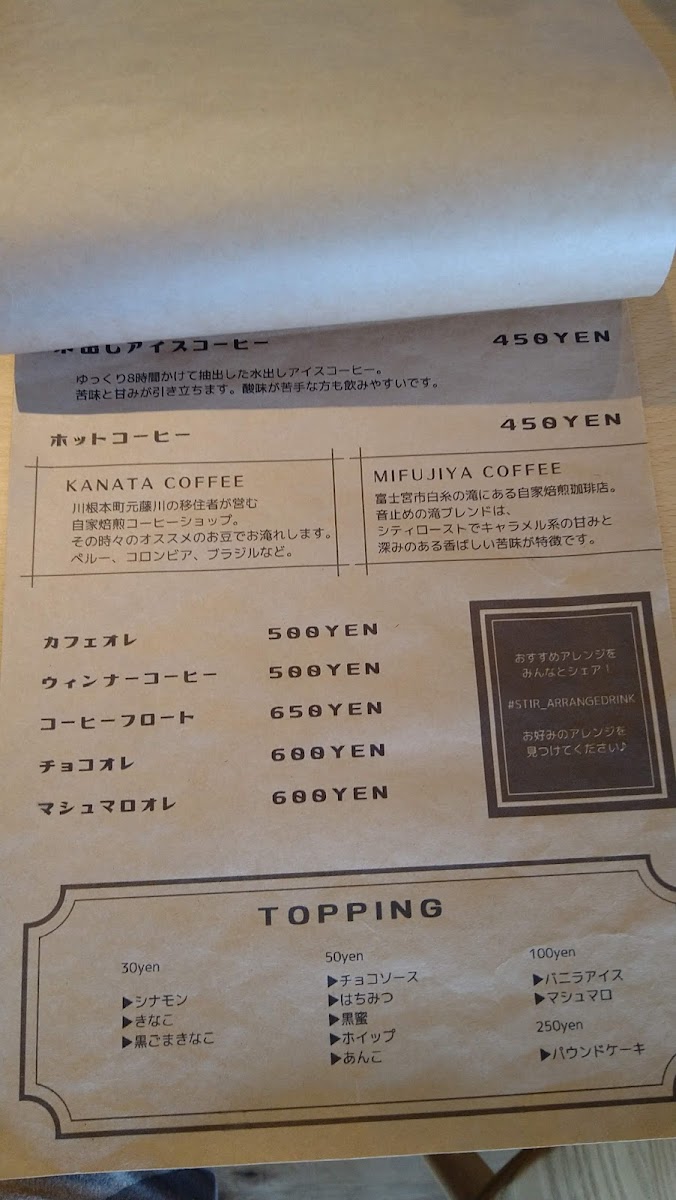 水出しアイスコーヒー 450YEN
ゆっくり8時間かけて抽出した水出しアイスコーヒー。
苦味と甘みが引き立ちます。酸味が苦手な方も飲みやすいです。
ホットコーヒー 450YEN
KANATA COFFEE
川根本町元藤川の移住者が営む
自家焙煎コーヒーショップ。
その時々のオススメのお豆でお淹れします。
ペルー、コロンビア、ブラジルなど。
MIFUJIYA COFFEE
富士宮市白糸の滝にある自家焙煎珈琲店。
音止めの滝ブレンドは、
シティローストでキャラメル系の甘みと
深みのある香ばしい苦味が特徴です。
カフェオレ 500YEN
ウィンナーコーヒー 500YEN
コーヒーフロート 650YEN
チョコオレ 600YEN
マシュマロオレ 600YEN
おすすめアレンジを
みんなとシェア！
#STIR_ARRANGEDRINK
お好みのアレンジを
見つけてください♪
TOPPING
30yen
▶シナモン
▶きなこ
▶黒ごまきなこ
50yen
▶チョコソース
▶はちみつ
▶黒蜜
▶ホイップ
▶あんこ
100yen
▶バニラアイス
▶マシュマロ
250yen
▶パウンドケーキ